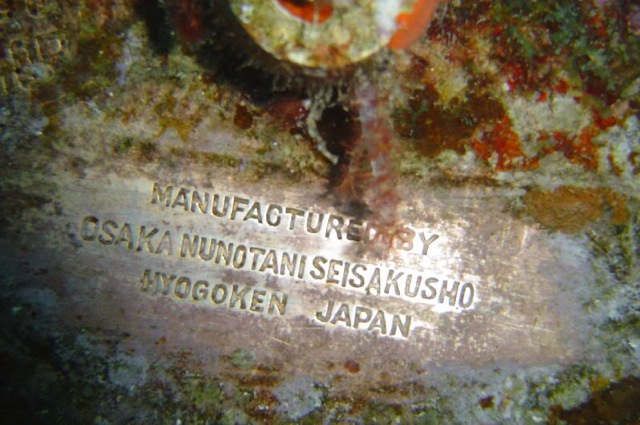 MANUFACTURED BY
OSAKA NUNOTANI SEISAKUSHO
HYOGOKEN JAPAN